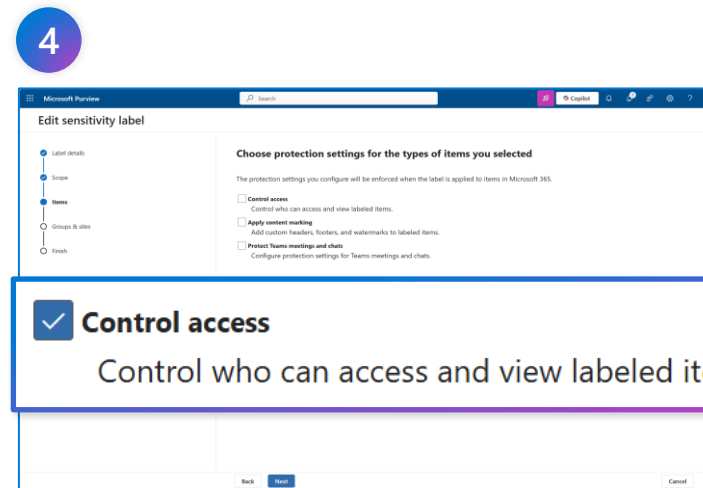 4
Microsoft Purview
Search
Copilot
?
Edit sensitivity label
Label details
Scope
Items
Groups & sites
Finish
Choose protection settings for the types of items you selected
The protection settings you configure will be enforced when the label is applied to items in Microsoft 365.
Control access
Control who can access and view labeled items.
Apply content marking
Add custom headers, footers, and watermarks to labeled items.
Protect Teams meetings and chats
Configure protection settings for Teams meetings and chats.
Control access
Control who can access and view labeled ite
Back
Next
Cancel